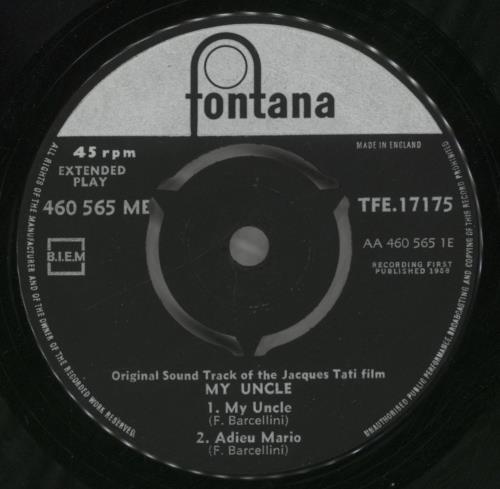 fontana
45 rpm
EXTENDED
PLAY
MADE IN ENGLAND
460 565 ME
TFE.17175
AA 460 565 1E
B.I.E.M
RECORDING FIRST
PUBLISHED 1958
Original Sound Track of the Jacques Tati film
MY UNCLE
1. My Uncle
(F. Barcellini)
2. Adieu Mario
(F. Barcellini)
ALL RIGHTS OF THE MANUFACTURER AND OF THE OWNER OF THE RECORDED WORK RESERVED.
UNAUTHORISED PUBLIC PERFORMANCE, BROADCASTING AND COPYING OF THIS RECORD PROHIBITED